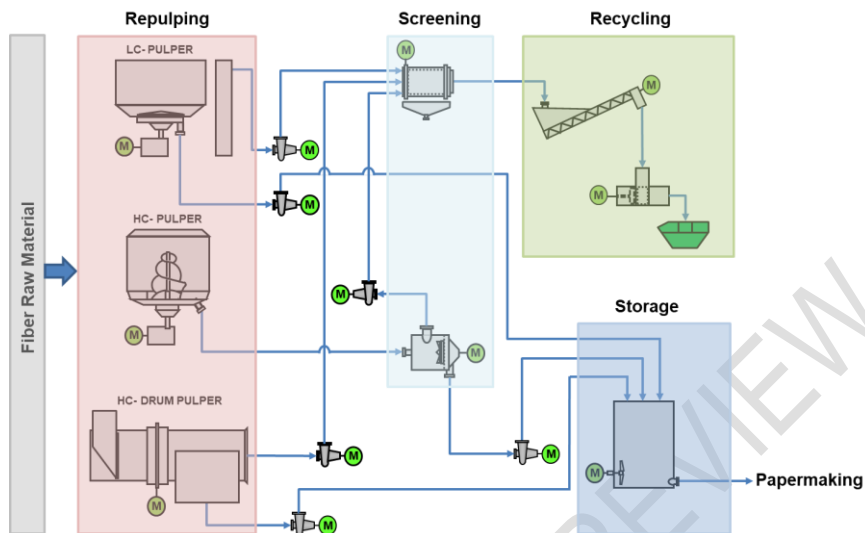 Repulping
Screening
Recycling
LC- PULPER
M
M
M
M
M
M
HC- PULPER
M
M
M
Fiber Raw Material
Storage
M
HC- DRUM PULPER
M
M
M
M
M
Papermaking
PREVIEW